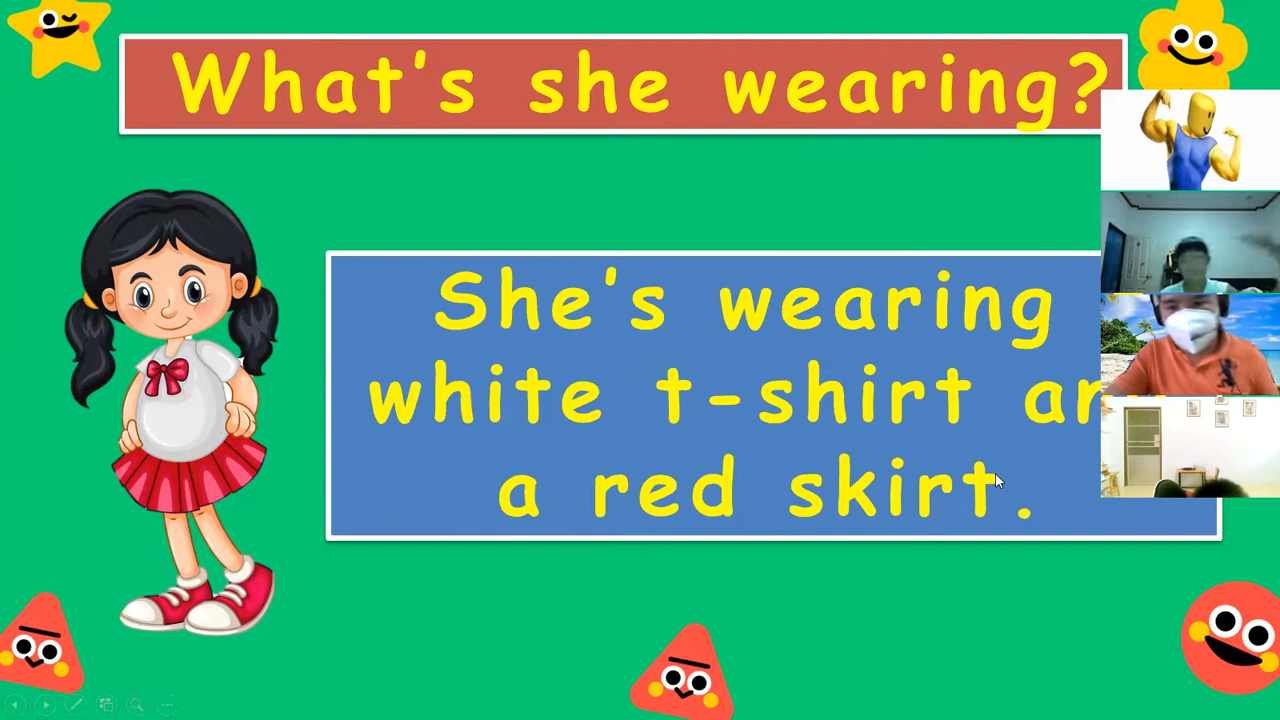 What's she wearing?
She's wearing
white t-shirt
a red skirt.